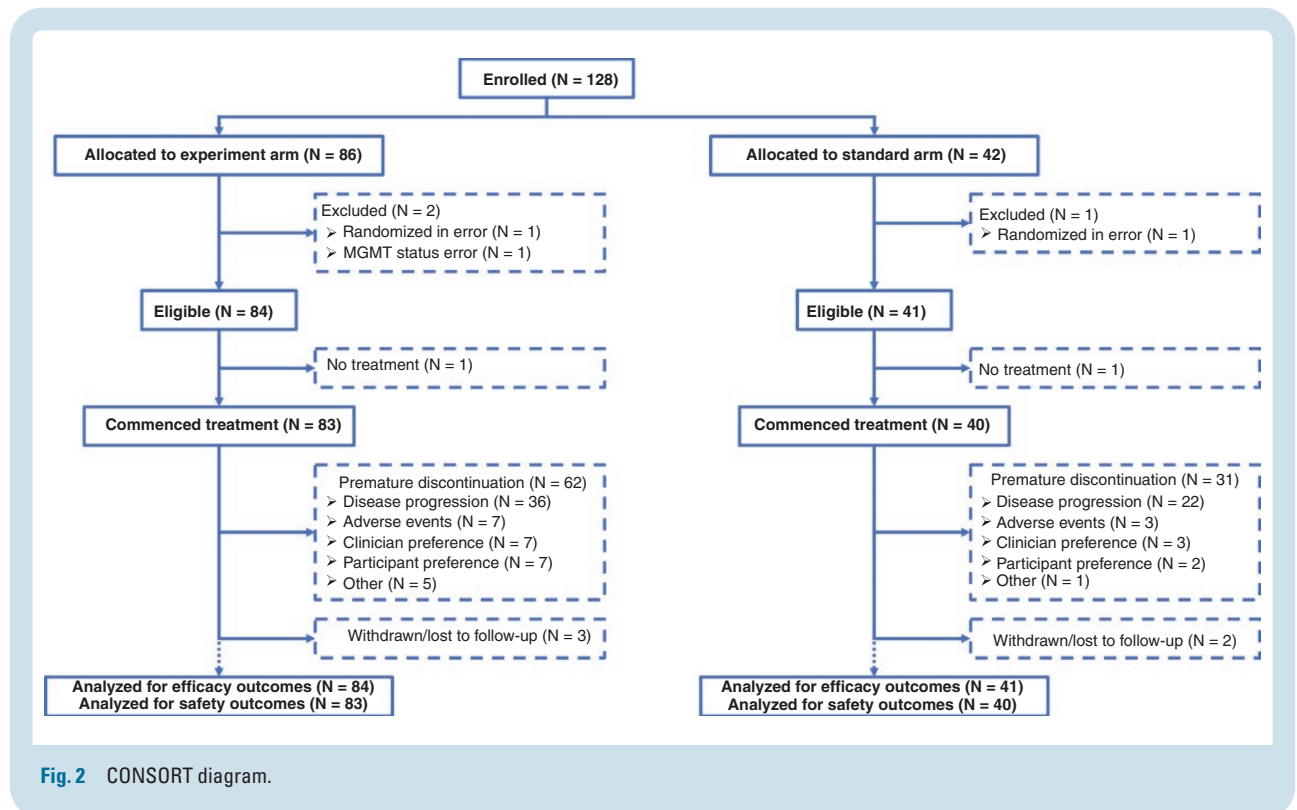 Enrolled (N = 128)
Allocated to experiment arm (N = 86)
Excluded (N = 2)
➢ Randomized in error (N = 1)
➢ MGMT status error (N = 1)
Eligible (N = 84)
No treatment (N = 1)
Commenced treatment (N = 83)
Premature discontinuation (N = 62)
➢ Disease progression (N = 36)
➢ Adverse events (N = 7)
➢ Clinician preference (N = 7)
➢ Participant preference (N = 7)
➢ Other (N = 5)
Withdrawn/lost to follow-up (N = 3)
Analyzed for efficacy outcomes (N = 84)
Analyzed for safety outcomes (N = 83)
Allocated to standard arm (N = 42)
Excluded (N = 1)
➢ Randomized in error (N = 1)
Eligible (N = 41)
No treatment (N = 1)
Commenced treatment (N = 40)
Premature discontinuation (N = 31)
➢ Disease progression (N = 22)
➢ Adverse events (N = 3)
➢ Clinician preference (N = 3)
➢ Participant preference (N = 2)
➢ Other (N = 1)
Withdrawn/lost to follow-up (N = 2)
Analyzed for efficacy outcomes (N = 41)
Analyzed for safety outcomes (N = 40)
Fig. 2 CONSORT diagram.